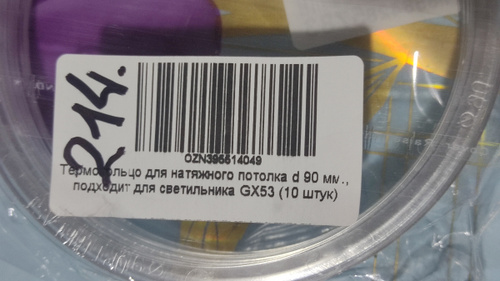 214.
OZN395514049
Термокольцо для натяжного потолка d 90 мм.,
подходит для светильника GX53 (10 штук)